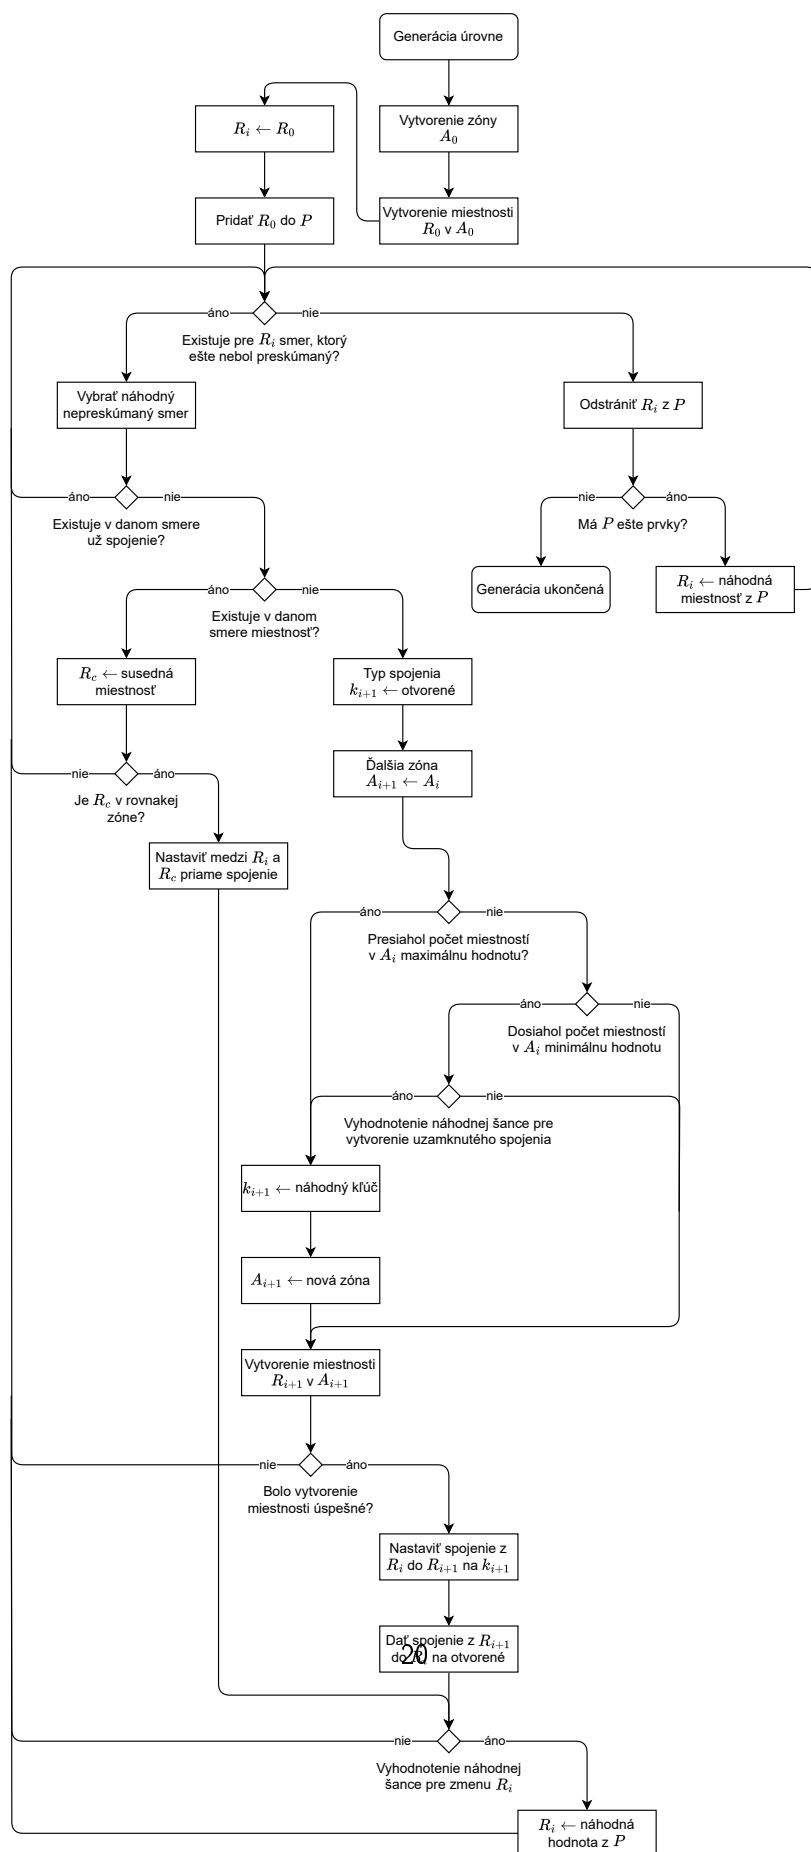 Generácia úrovne
Vytvorenie zóny
A₀
R_i ← R₀
Vytvorenie miestnosti
R₀ v A₀
Pridať R₀ do P
áno
nie
Existuje pre R_i smer, ktorý
ešte nebol preskúmaný?
Vybrať náhodný
nepreskúmaný smer
Odstrániť R_i z P
áno
nie
Existuje v danom smere
už spojenie?
nie
áno
Má P ešte prvky?
Generácia ukončená
R_i ← náhodná
miestnosť z P
áno
nie
Existuje v danom
smere miestnosť?
R_c ← susedná
miestnosť
Typ spojenia
k_{i+1} ← otvorené
nie
áno
Je R_c v rovnakej
zóne?
Ďalšia zóna
A_{i+1} ← A_i
Nastaviť medzi R_i a
R_c priame spojenie
áno
nie
Presiahol počet miestností
v A_i maximálnu hodnotu?
áno
nie
Dosiahol počet miestností
v A_i minimálnu hodnotu
áno
nie
Vyhodnotenie náhodnej šance pre
vytvorenie uzamknutého spojenia
k_{i+1} ← náhodný kľúč
A_{i+1} ← nová zóna
Vytvorenie miestnosti
R_{i+1} v A_{i+1}
nie
áno
Bolo vytvorenie
miestnosti úspešné?
Nastaviť spojenie z
R_i do R_{i+1} na k_{i+1}
Dať spojenie z R_{i+1}
do R_i na otvorené
20
nie
áno
Vyhodnotenie náhodnej
šance pre zmenu R_i
R_i ← náhodná
hodnota z P